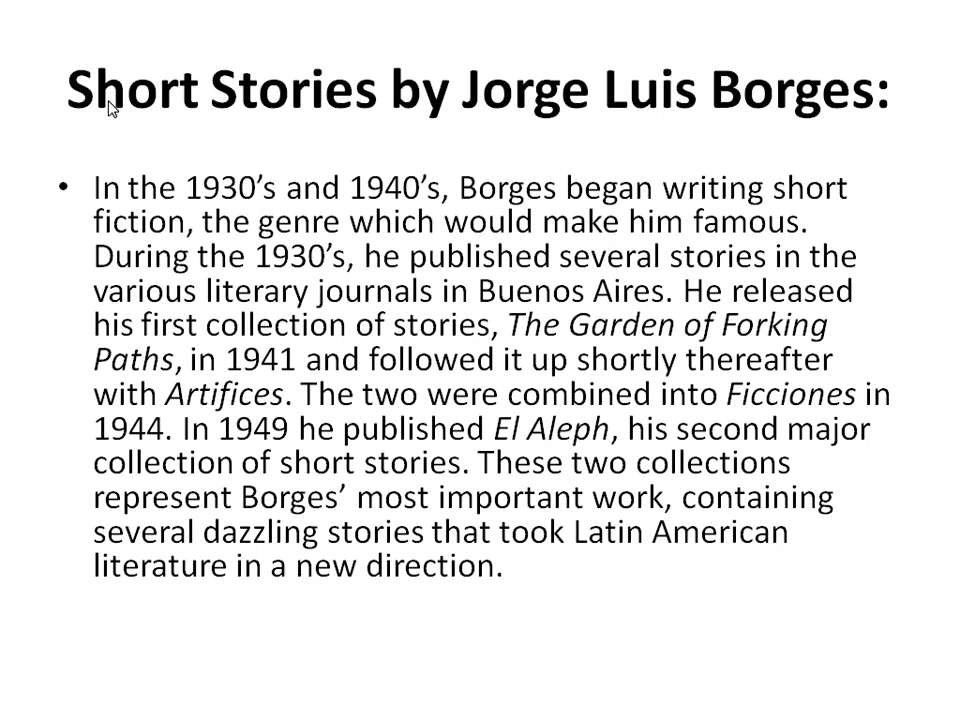 Short Stories by Jorge Luis Borges:
• In the 1930’s and 1940’s, Borges began writing short
fiction, the genre which would make him famous.
During the 1930’s, he published several stories in the
various literary journals in Buenos Aires. He released
his first collection of stories, The Garden of Forking
Paths, in 1941 and followed it up shortly thereafter
with Artifices. The two were combined into Ficciones in
1944. In 1949 he published El Aleph, his second major
collection of short stories. These two collections
represent Borges’ most important work, containing
several dazzling stories that took Latin American
literature in a new direction.